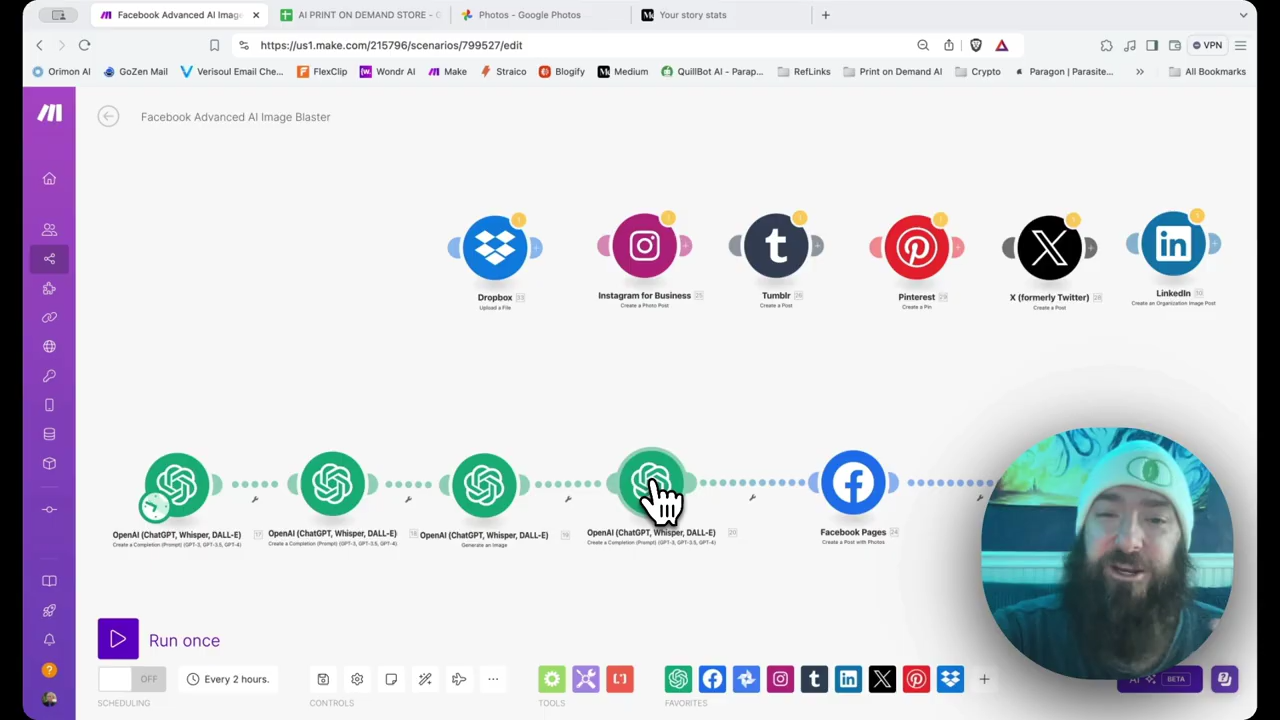 Facebook Advanced AI Imag
AI PRINT ON DEMAND STORE - G
Photos - Google Photos
Your story stats
https://us1.make.com/215796/scenarios/799527/edit
VPN
Orimon AI
GoZen Mail
Verisoul Email Che...
FlexClip
Wondr AI
Make
Straico
Blogify
Medium
QuillBot AI - Parap...
RefLinks
Print on Demand AI
Crypto
Paragon | Parasite...
All Bookmarks
Facebook Advanced AI Image Blaster
Dropbox
Upload a File
Instagram for Business
Create a Photo Post
Tumblr
Create a Post
Pinterest
Create a Pin
X (formerly Twitter)
Create a Post
LinkedIn
Create an Organization Image Post
OpenAI (ChatGPT, Whisper, DALL-E)
Create a Completion (Prompt) (GPT-3, GPT-3.5, GPT-4)
OpenAI (ChatGPT, Whisper, DALL-E)
Create a Completion (Prompt) (GPT-3, GPT-3.5, GPT-4)
OpenAI (ChatGPT, Whisper, DALL-E)
Generate an Image
OpenAI (ChatGPT, Whisper, DALL-E)
Create a Completion (Prompt) (GPT-3, GPT-3.5, GPT-4)
Facebook Pages
Create a Post with Photos
Run once
OFF
Every 2 hours.
SCHEDULING
CONTROLS
TOOLS
FAVORITES
AI
BETA